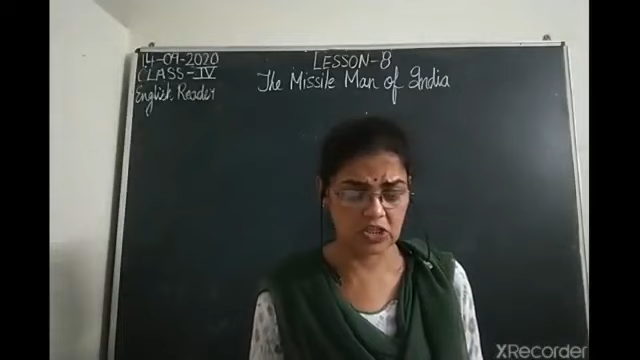 14-09-2020
CLASS-IV
English Reader
LESSON-8
The Missile Man of India
XRecorder